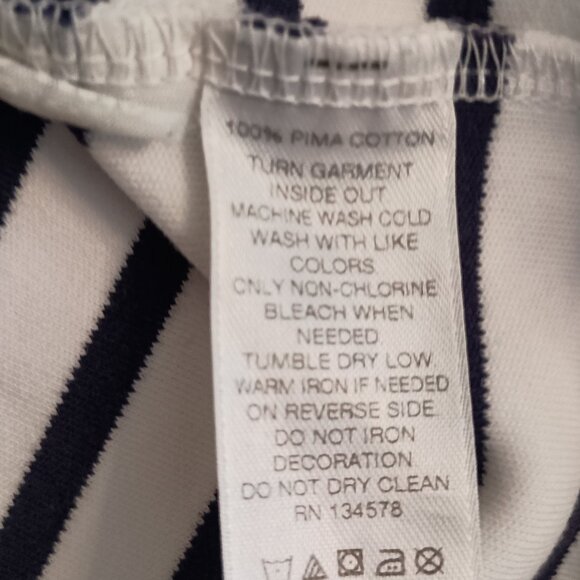 100% PIMA COTTON
TURN GARMENT
INSIDE OUT
MACHINE WASH COLD
WASH WITH LIKE
COLORS
ONLY NON-CHLORINE
BLEACH WHEN
NEEDED
TUMBLE DRY LOW
WARM IRON IF NEEDED
ON REVERSE SIDE
DO NOT IRON
DECORATION
DO NOT DRY CLEAN
RN 134578